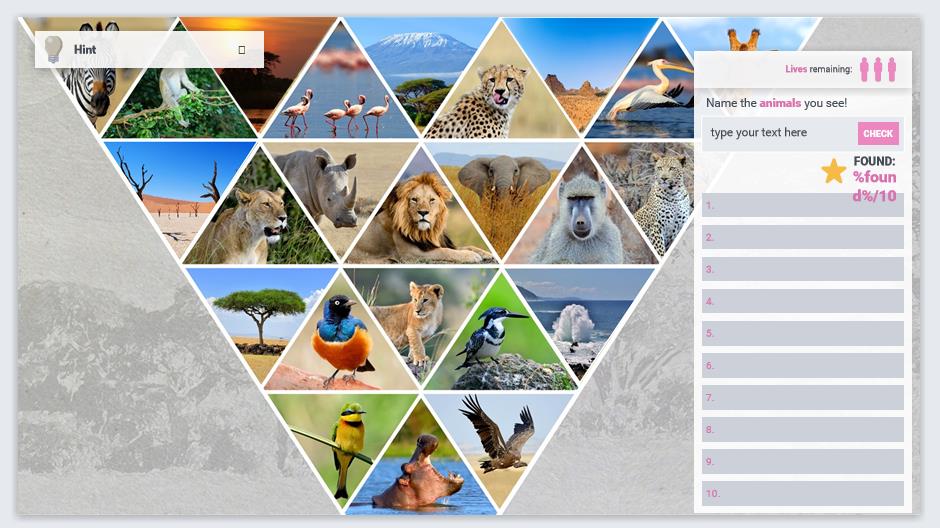 Hint
Lives remaining:
Name the animals you see!
type your text here
CHECK
FOUND:
%foun
d%/10
1.
2.
3.
4.
5.
6.
7.
8.
9.
10.